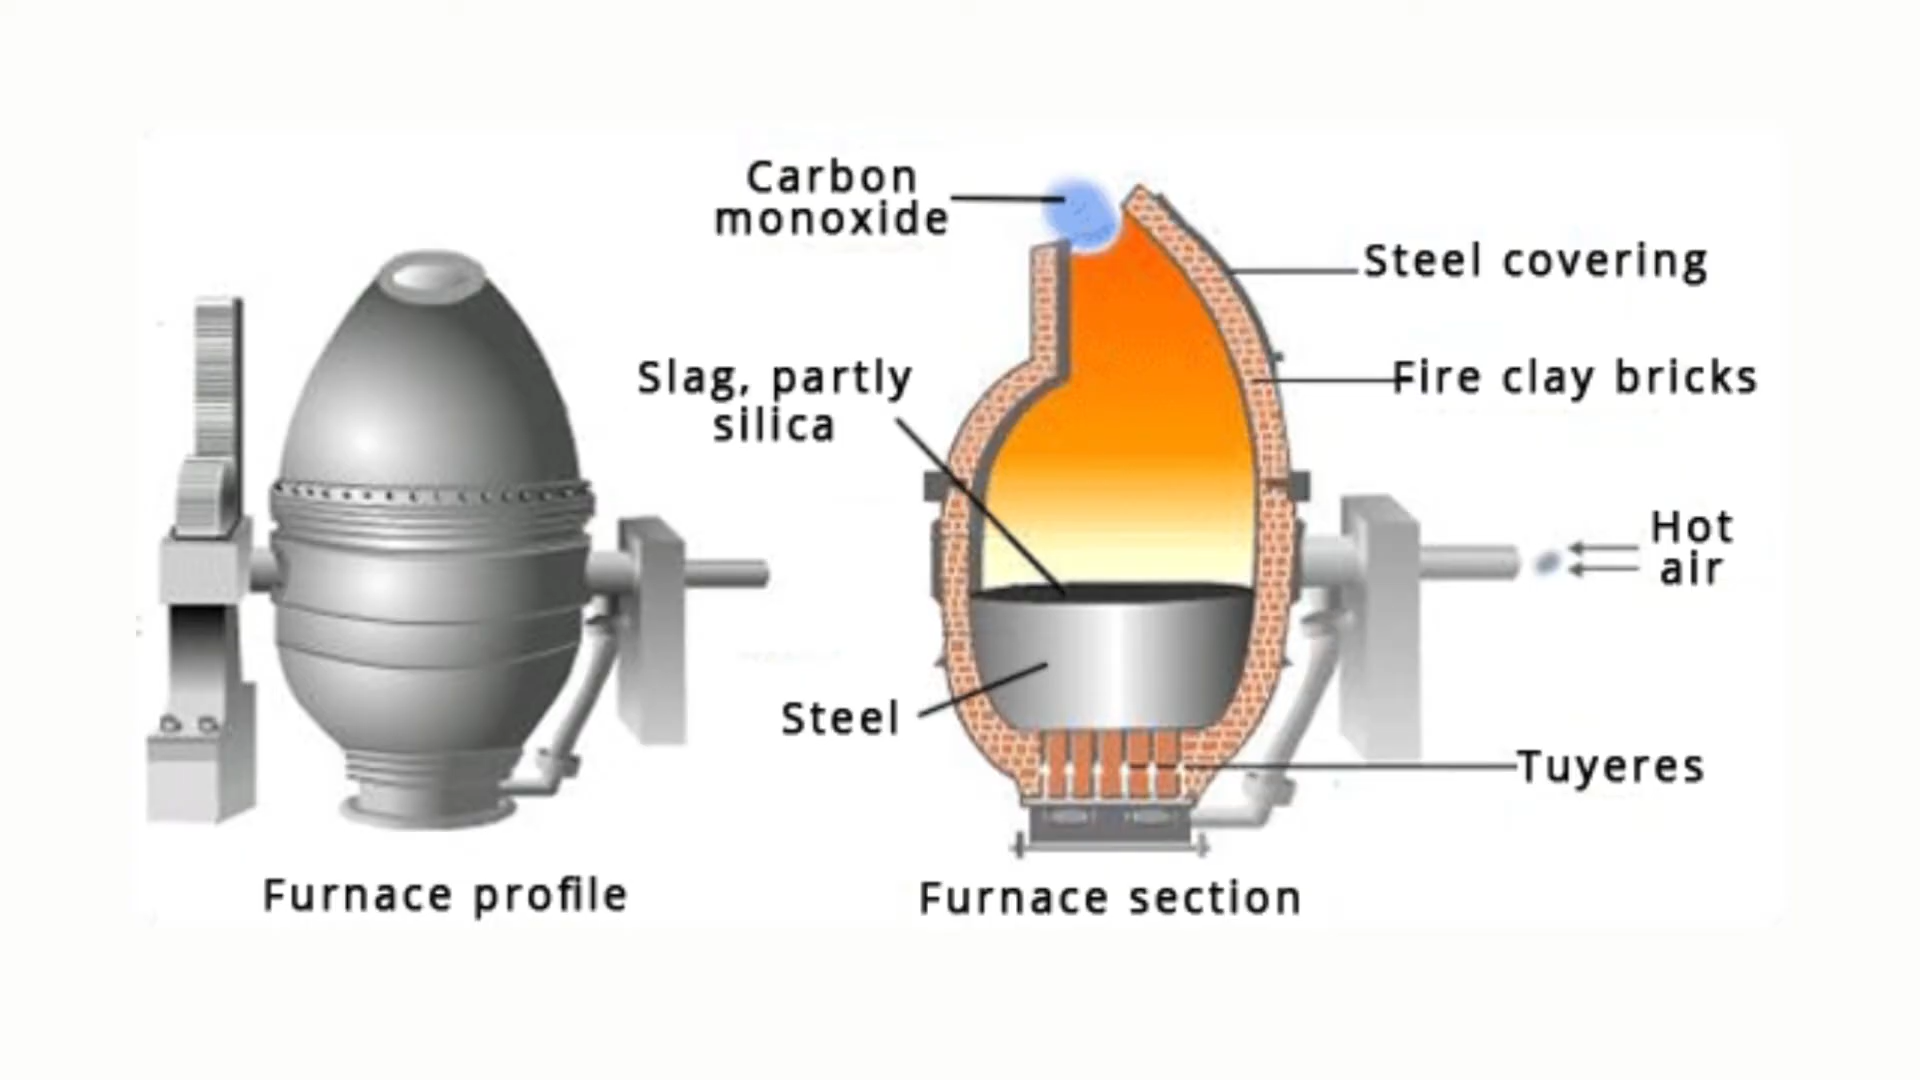 Carbon
monoxide
Steel covering
Slag, partly
silica
Fire clay bricks
Hot
air
Steel
Tuyeres
Furnace profile
Furnace section